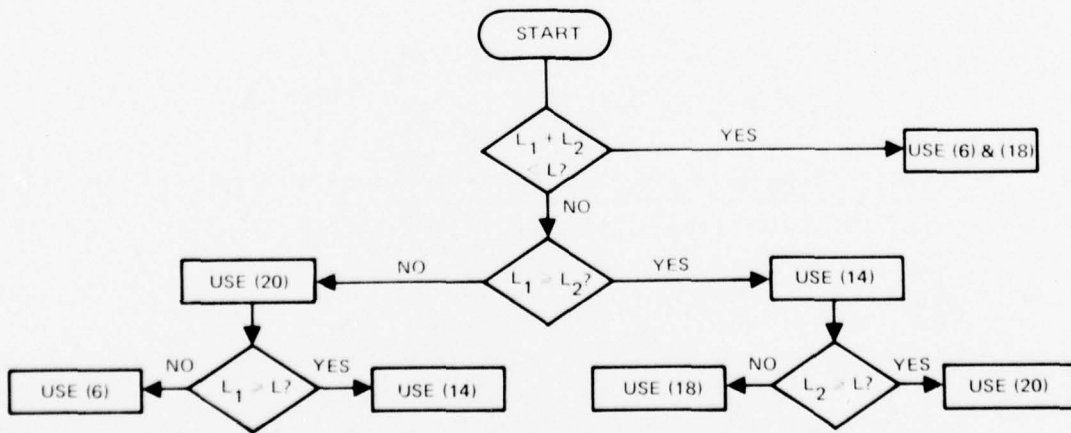 START
L₁ + L₂
< L?
YES
USE (6) & (18)
NO
L₁ > L₂?
NO
YES
USE (20)
USE (14)
L₁ > L?
NO
YES
USE (6)
USE (14)
L₂ > L?
NO
YES
USE (18)
USE (20)